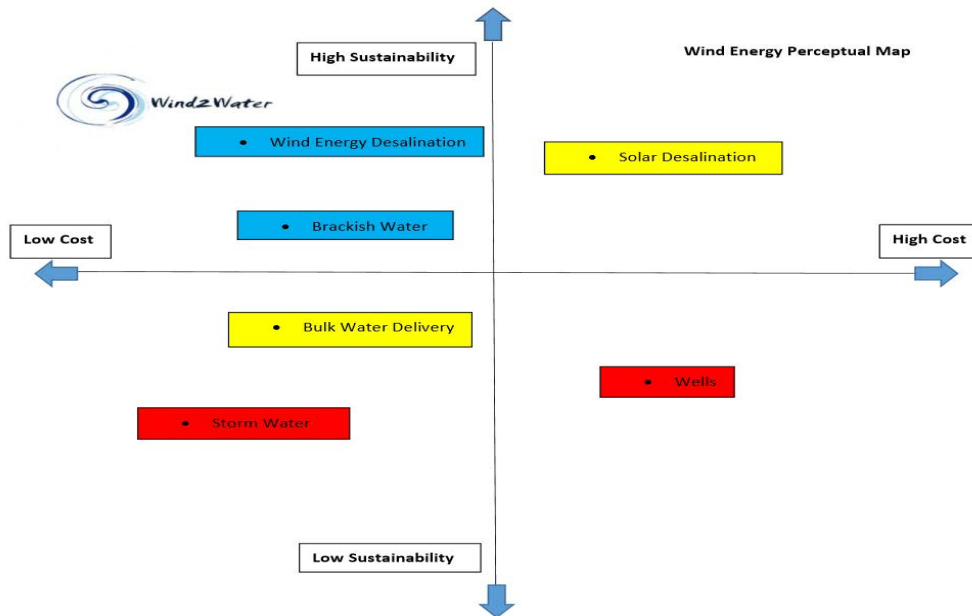 High Sustainability
Wind Energy Perceptual Map
Wind2Water
• Wind Energy Desalination
• Solar Desalination
• Brackish Water
Low Cost
High Cost
• Bulk Water Delivery
• Wells
• Storm Water
Low Sustainability